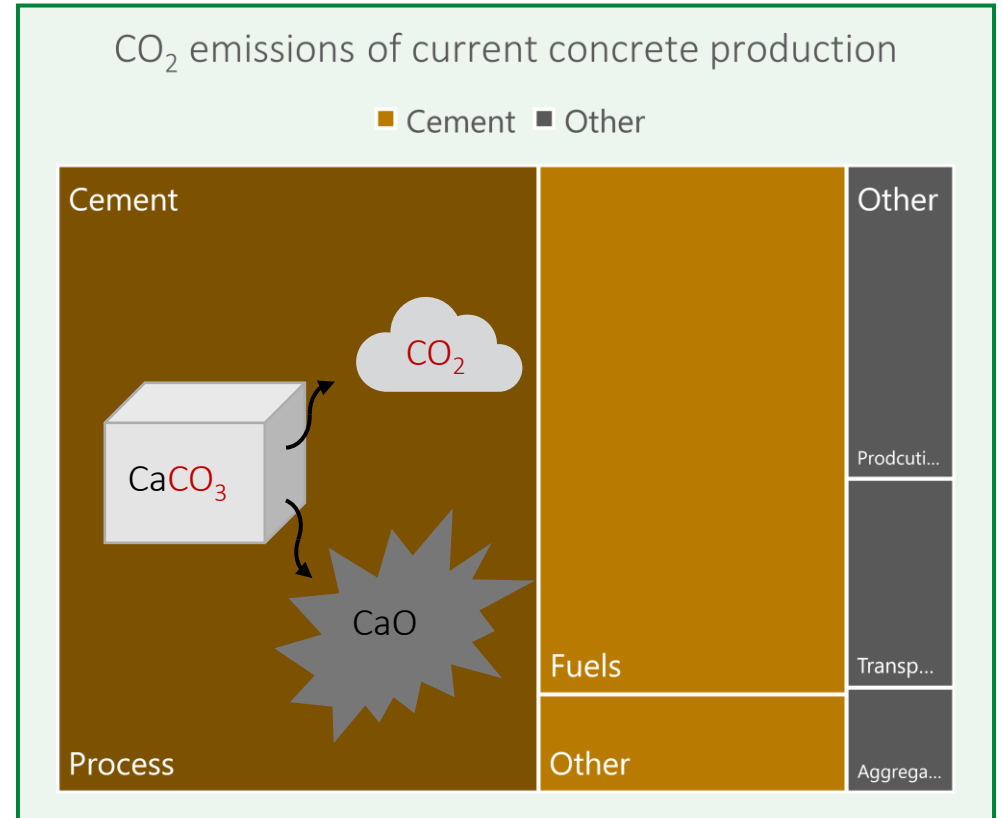 CO₂ emissions of current concrete production
Cement Other
Cement
Other
CO₂
CaCO₃
Prodcuti...
CaO
Fuels
Transp...
Process
Other
Aggrega...